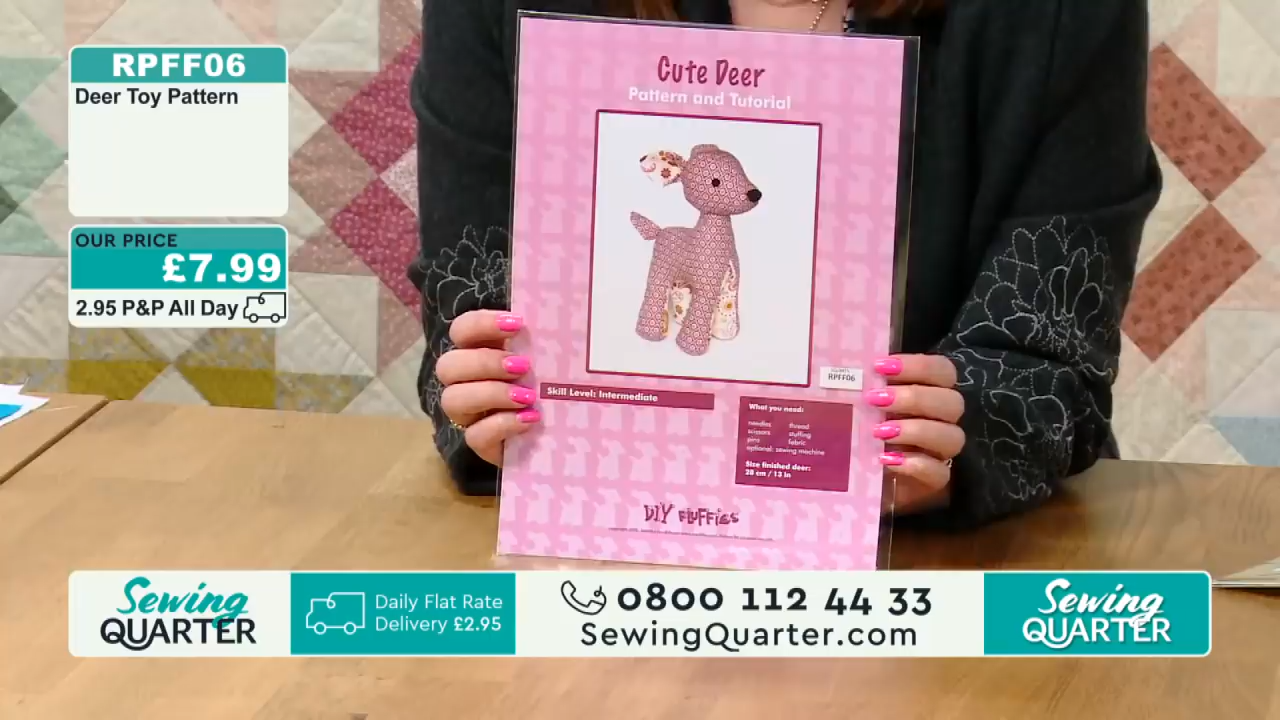 RPFF06
Deer Toy Pattern
OUR PRICE
£7.99
2.95 P&P All Day
Cute Deer
Pattern and Tutorial
RPFF06
Skill Level: Intermediate
What you need:
needles thread
scissors stuffing
pins fabric
optional: sewing machine
Size finished deer:
28 cm / 13 in
DIY FLUFFIES
Sewing
QUARTER
Daily Flat Rate
Delivery £2.95
0800 112 44 33
SewingQuarter.com
Sewing
QUARTER